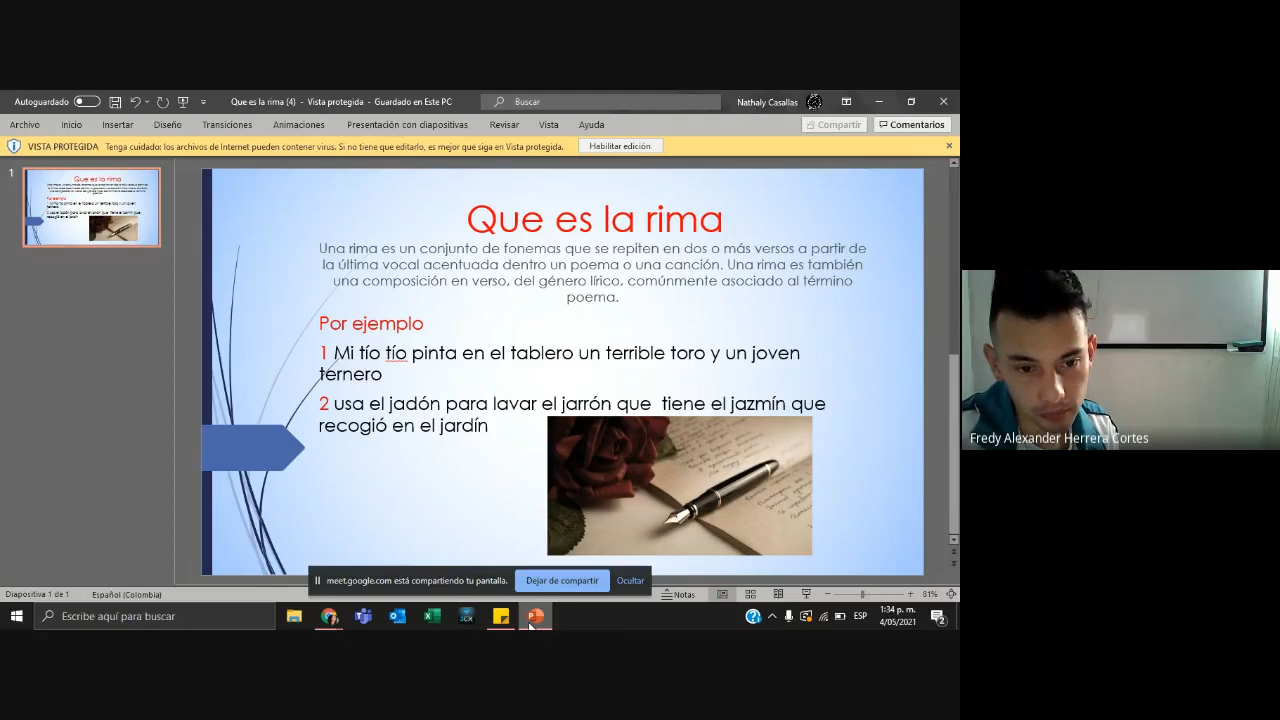 Autoguardado
Que es la rima (4) - Vista protegida - Guardado en Este PC
Buscar
Nathaly Casallas
Archivo Inicio Insertar Diseño Transiciones Animaciones Presentación con diapositivas Revisar Vista Ayuda
Compartir
Comentarios
VISTA PROTEGIDA Tenga cuidado: los archivos de Internet pueden contener virus. Si no tiene que editarlo, es mejor que siga en Vista protegida.
Habilitar edición
1
Que es la rima
Una rima es un conjunto de fonemas que se repiten en dos o más versos a partir de
la última vocal acentuada dentro un poema o una canción. Una rima es también
una composición en verso, del género lírico, comúnmente asociado al término
poema.
Por ejemplo
1 Mi tío tío pinta en el tablero un terrible toro y un joven
ternero
2 usa el jadón para lavar el jarrón que tiene el jazmín que
recogió en el jardín
Fredy Alexander Herrera Cortes
meet.google.com está compartiendo tu pantalla.
Dejar de compartir
Ocultar
Diapositiva 1 de 1
Español (Colombia)
Notas
81%
Escribe aquí para buscar
ESP
1:34 p. m.
4/05/2021
2